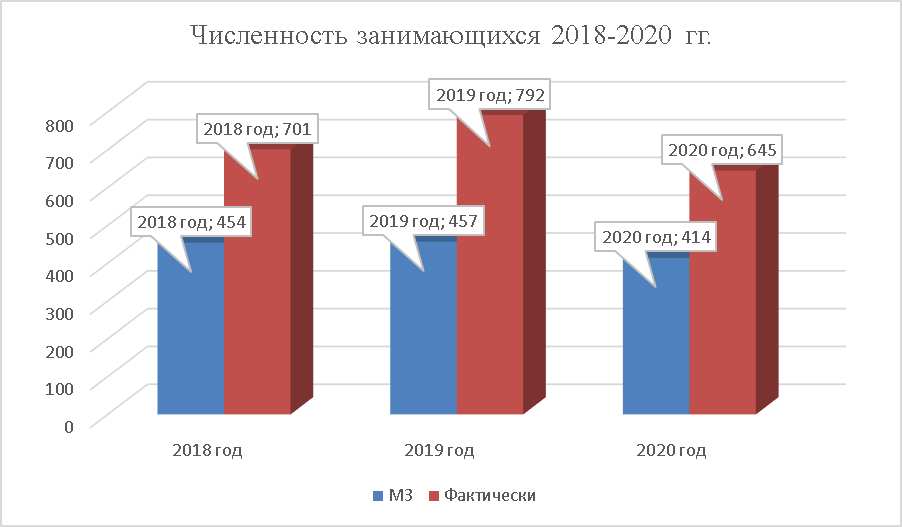 Численность занимающихся 2018-2020 гг.
2019 год; 792
2018 год; 701
2020 год; 645
2018 год; 454
2019 год; 457
2020 год; 414
800
700
600
500
400
300
200
100
0
2018 год
2019 год
2020 год
МЗ
Фактически